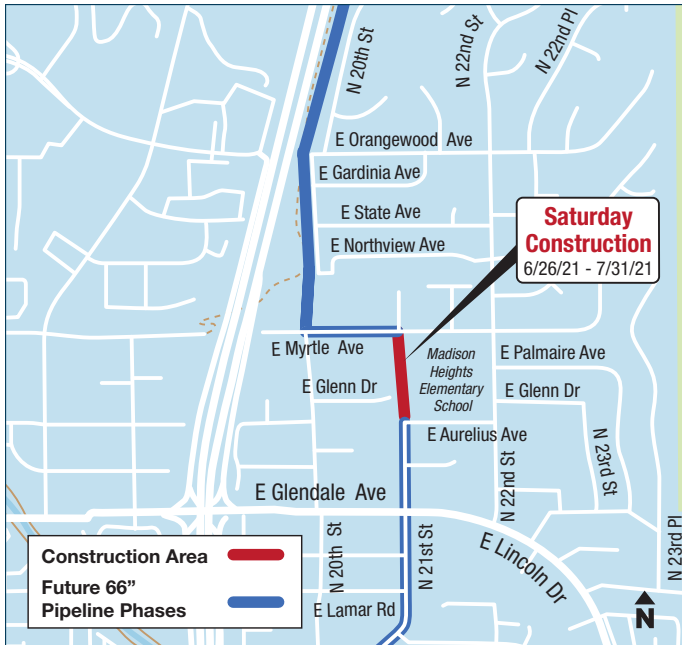 N 20th St
N 22nd St
N 22nd Pl
E Orangewood Ave
E Gardinia Ave
E State Ave
E Northview Ave
Saturday
Construction
6/26/21 - 7/31/21
E Myrtle Ave
Madison
Heights
Elementary
School
E Palmaire Ave
E Glenn Dr
E Glenn Dr
E Aurelius Ave
N 23rd St
N 22nd St
E Glendale Ave
E Lincoln Dr
N 20th St
N 21st St
N 23rd Pl
E Lamar Rd
Construction Area
Future 66”
Pipeline Phases
N